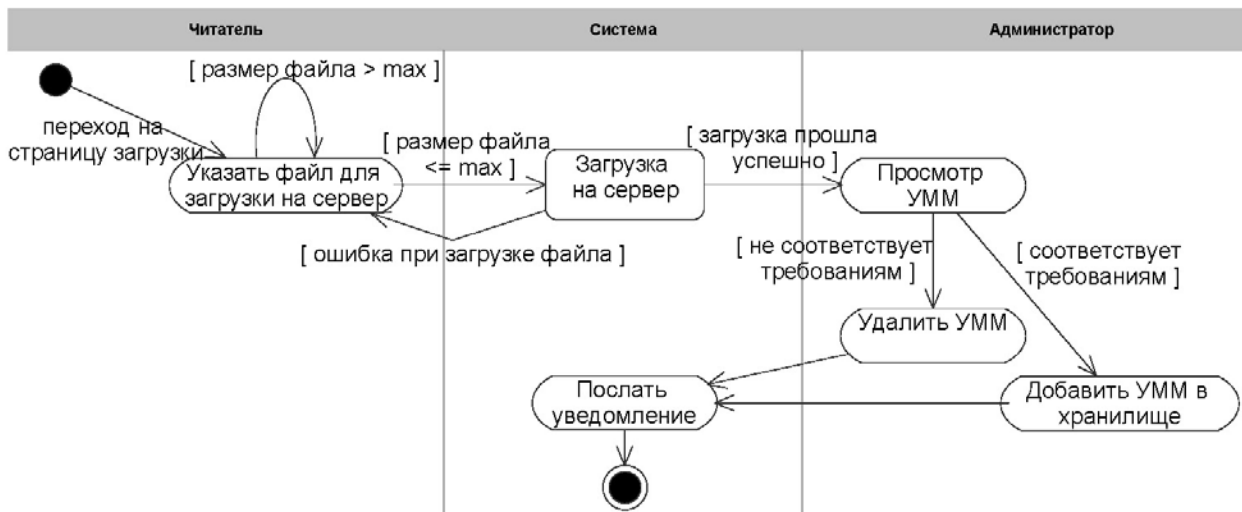 Читатель
Система
Администратор
[ размер файла > max ]
переход на
страницу загрузки
Указать файл для
загрузки на сервер
[ размер файла
<= max ]
Загрузка
на сервер
[ загрузка прошла
успешно ]
Просмотр
УММ
[ ошибка при загрузке файла ]
[ не соответствует
требованиям ]
[ соответствует
требованиям ]
Удалить УММ
Послать
уведомление
Добавить УММ в
хранилище